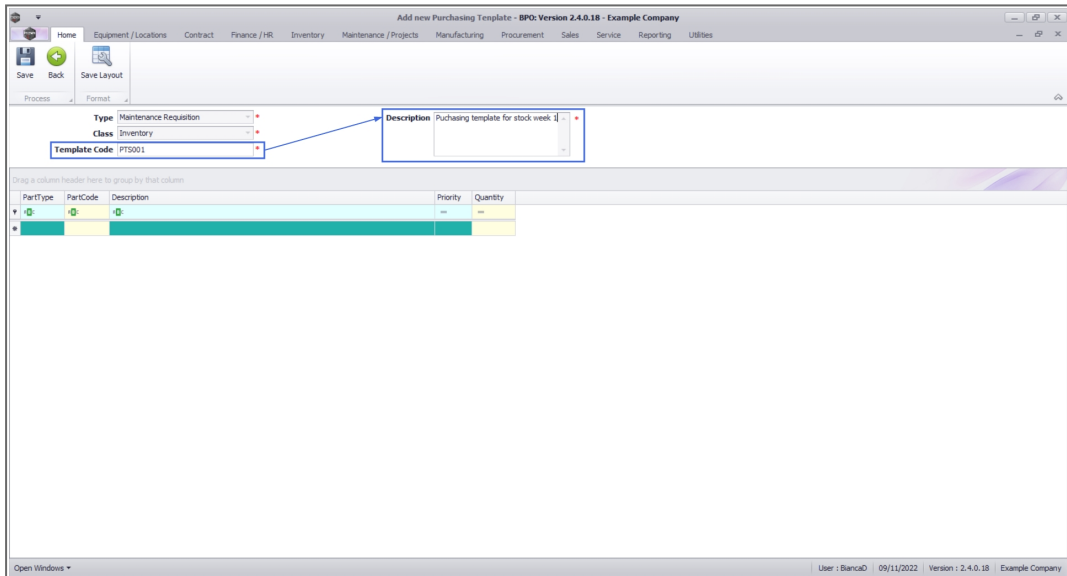 Add new Purchasing Template - BPO: Version 2.4.0.18 - Example Company
Home Equipment / Locations Contract Finance / HR Inventory Maintenance / Projects Manufacturing Procurement Sales Service Reporting Utilities
Save Back Save Layout
Process Format
Type Maintenance Requisition *
Class Inventory *
Template Code PTS001 *
Description Puchasing template for stock week 1 *
Drag a column header here to group by that column
PartType PartCode Description Priority Quantity
Open Windows User : BiancaD 09/11/2022 Version : 2.4.0.18 Example Company